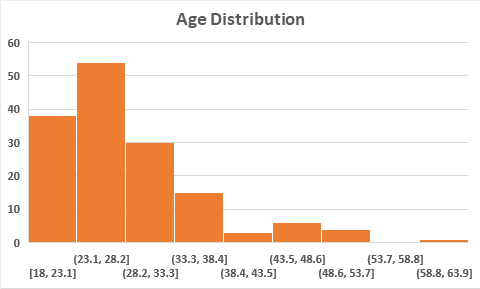 Age Distribution
60
50
40
30
20
10
0
(23.1, 28.2] (33.3, 38.4] (43.5, 48.6] (53.7, 58.8]
[18, 23.1] (28.2, 33.3] (38.4, 43.5] (48.6, 53.7] (58.8, 63.9]